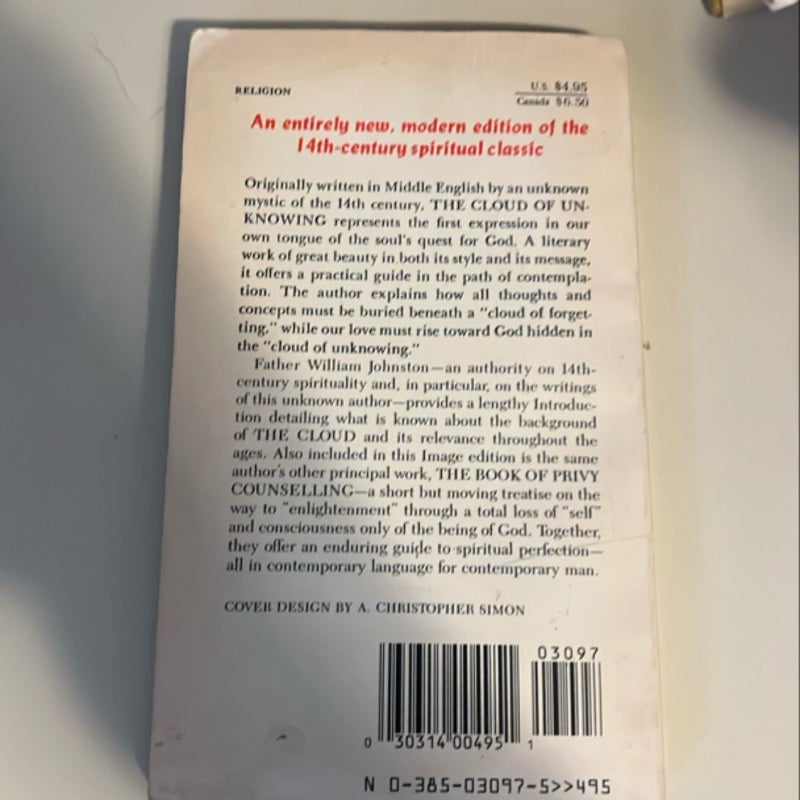 RELIGION
U.S. $4.95
Canada $6.50
An entirely new, modern edition of the
14th-century spiritual classic
Originally written in Middle English by an unknown
mystic of the 14th century, THE CLOUD OF UN-
KNOWING represents the first expression in our
own tongue of the soul's quest for God. A literary
work of great beauty in both its style and its message,
it offers a practical guide in the path of contempla-
tion. The author explains how all thoughts and
concepts must be buried beneath a "cloud of forget-
ting," while our love must rise toward God hidden in
the "cloud of unknowing."
Father William Johnston—an authority on 14th-
century spirituality and, in particular, on the writings
of this unknown author—provides a lengthy Introduc-
tion detailing what is known about the background
of THE CLOUD and its relevance throughout the
ages. Also included in this Image edition is the same
author's other principal work, THE BOOK OF PRIVY
COUNSELLING—a short but moving treatise on the
way to "enlightenment" through a total loss of "self"
and consciousness only of the being of God. Together,
they offer an enduring guide to spiritual perfection—
all in contemporary language for contemporary man.
COVER DESIGN BY A. CHRISTOPHER SIMON
03097
0 30314 00495 1
N 0-385-03097-5>>495